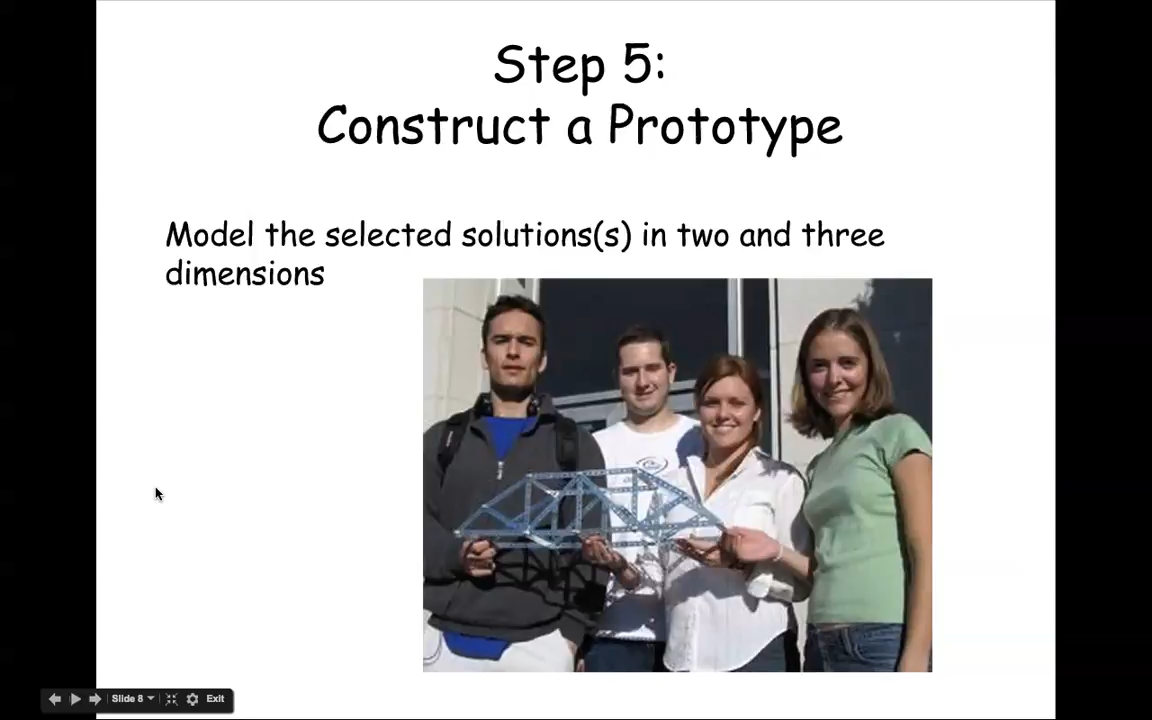 Step 5:
Construct a Prototype
Model the selected solutions(s) in two and three
dimensions
Slide 8
Exit